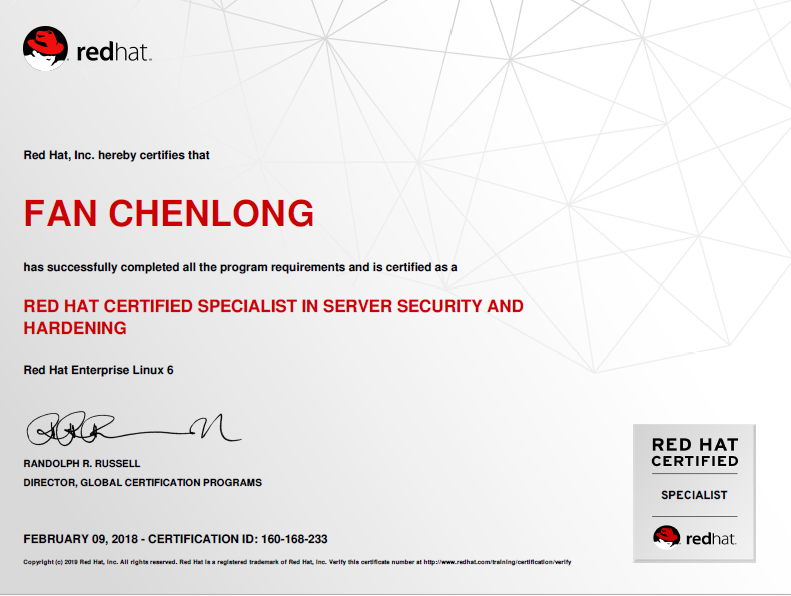 redhat.
Red Hat, Inc. hereby certifies that
FAN CHENLONG
has successfully completed all the program requirements and is certified as a
RED HAT CERTIFIED SPECIALIST IN SERVER SECURITY AND
HARDENING
Red Hat Enterprise Linux 6
RANDOLPH R. RUSSELL
DIRECTOR, GLOBAL CERTIFICATION PROGRAMS
RED HAT
CERTIFIED
SPECIALIST
redhat.
FEBRUARY 09, 2018 - CERTIFICATION ID: 160-168-233
Copyright (c) 2019 Red Hat, Inc. All rights reserved. Red Hat is a registered trademark of Red Hat, Inc. Verify this certificate number at http://www.redhat.com/training/certification/verify